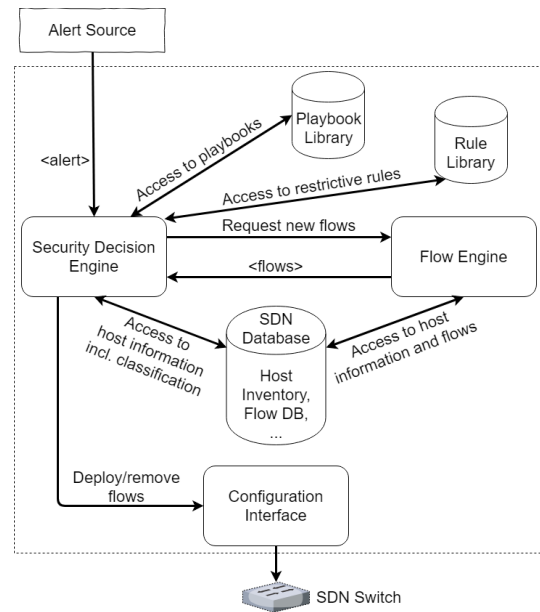 Alert Source
Playbook
Library
Rule
Library
<alert>
Access to playbooks
Access to restrictive rules
Security Decision
Engine
Request new flows
<flows>
Flow Engine
Access to
host information
incl. classification
SDN
Database
Host
Inventory,
Flow DB,
...
Access to host
information and flows
Deploy/remove
flows
Configuration
Interface
SDN Switch